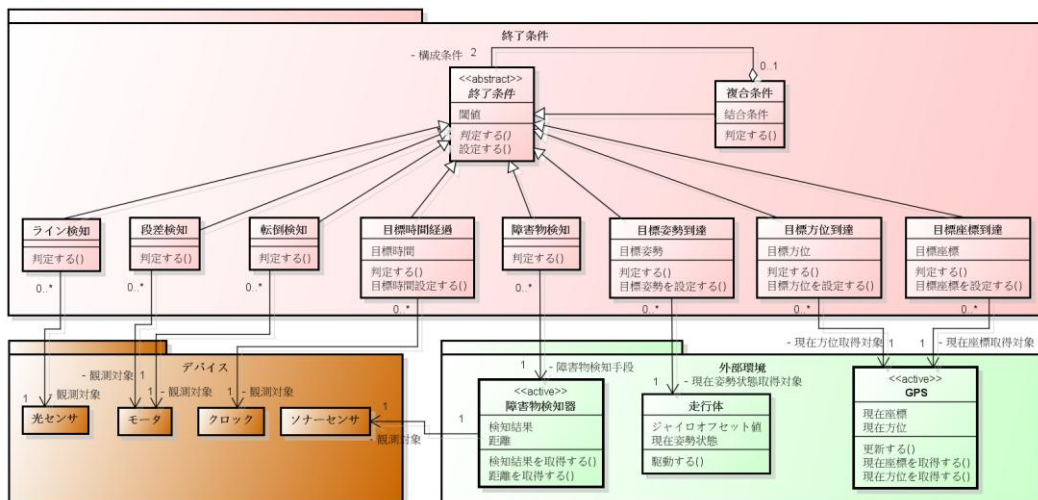 終了条件
- 構成条件
2
0..1
<<abstract>>
終了条件
閾値
判定する()
設定する()
複合条件
結合条件
判定する()
ライン検知
判定する()
段差検知
判定する()
転倒検知
判定する()
目標時間経過
目標時間
判定する()
目標時間設定する()
障害物検知
判定する()
目標姿勢到達
目標姿勢
判定する()
目標姿勢を設定する()
目標方位到達
目標方位
判定する()
目標方位を設定する()
目標座標到達
目標座標
判定する()
目標座標を設定する()
0..*
0..*
0..*
0..*
0..*
0..*
0..*
0..*
デバイス
- 観測対象
1
1
- 観測対象
1
- 観測対象
1
- 観測対象
光センサ
モータ
クロック
ソナーセンサ
1
- 観測対象
1
外部環境
1
- 障害物検知手段
1
- 現在姿勢状態取得対象
- 現在方位取得対象
1
1
- 現在座標取得対象
<<active>>
障害物検知器
検知結果
距離
検知結果を取得する()
距離を取得する()
走行体
ジャイロオフセット値
現在姿勢状態
駆動する()
<<active>>
GPS
現在座標
現在方位
更新する()
現在座標を取得する()
現在方位を取得する()